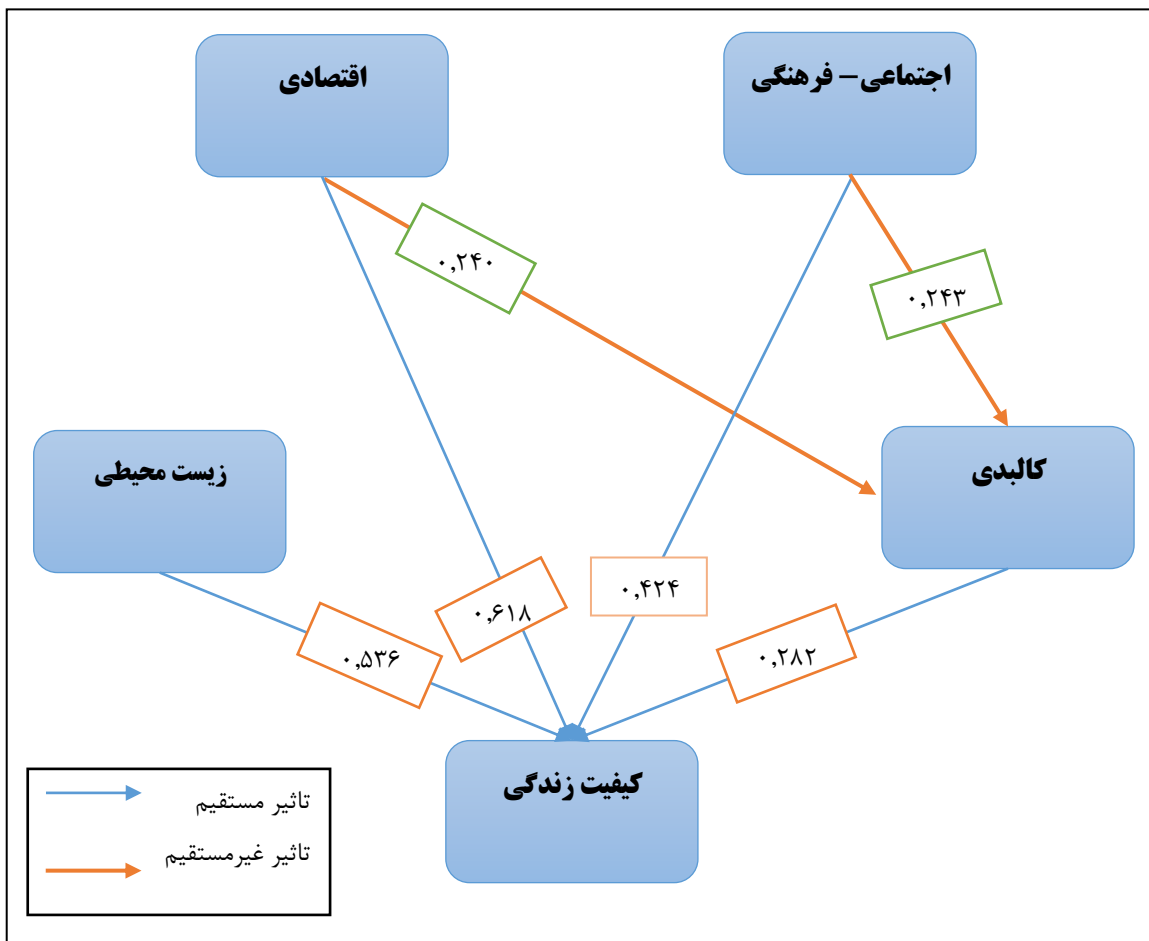 اجتماعی – فرهنگی
اقتصادی
۰,۲۴۰
۰,۲۴۳
کالبدی
زیست محیطی
۰,۴۲۴
۰,۶۱۸
۰,۲۸۲
۰,۵۳۶
کیفیت زندگی
تاثیر مستقیم
تاثیر غیرمستقیم